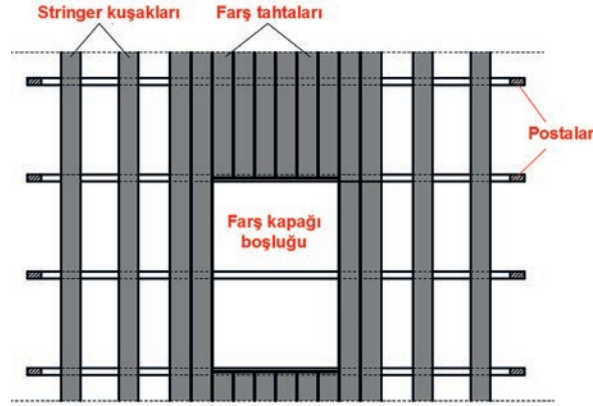 Stringer kuşakları
Farş tahtaları
Postalar
Farş kapağı
boşluğu